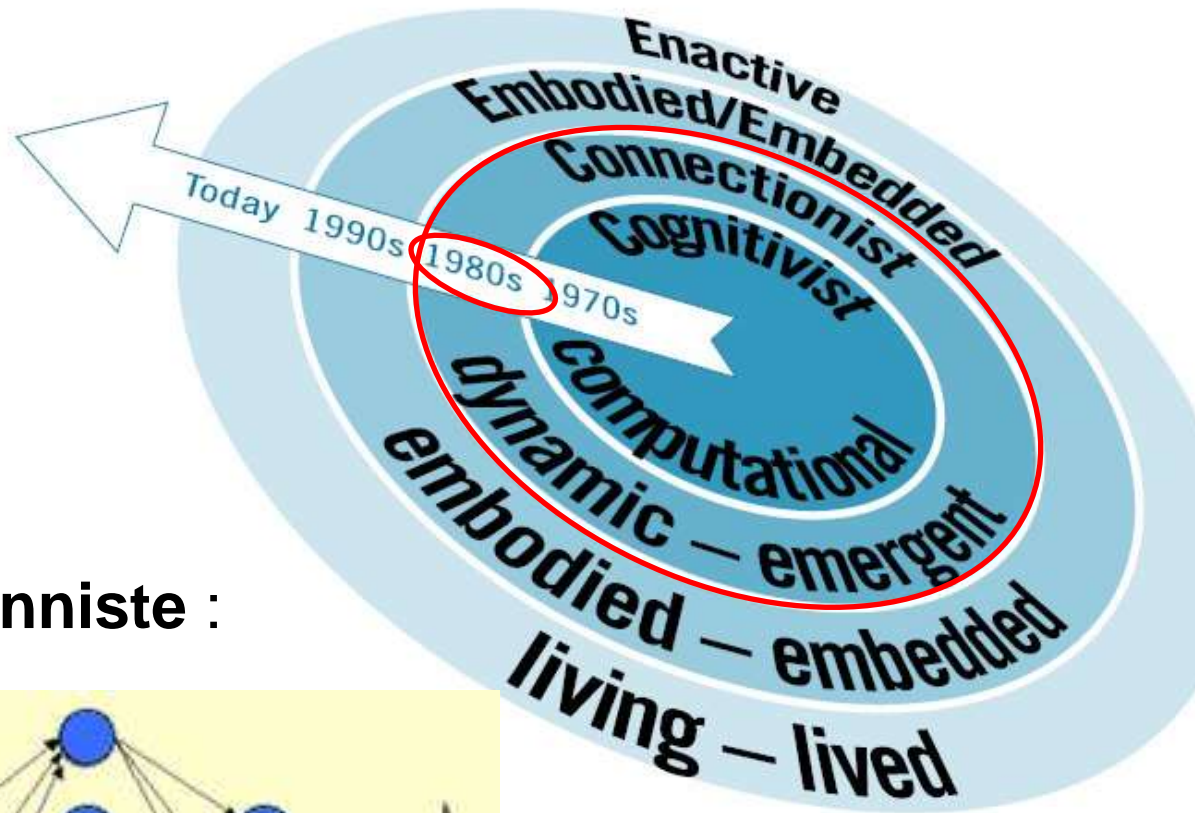 Enactive
Embodied/Embedded
Connectionist
Cognitivist
Today 1990s 1980s 1970s
computational
dynamic – emergent
embodied – embedded
living – lived
nniste :